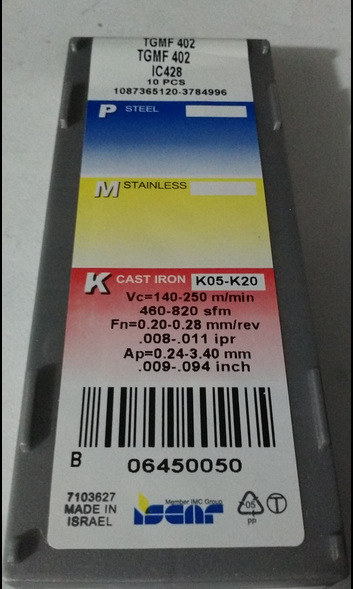 TGMF 402
TGMF 402
IC428
10 PCS
1087365120-3784996
P STEEL
M STAINLESS
K CAST IRON K05-K20
Vc=140-250 m/min
460-820 sfm
Fn=0.20-0.28 mm/rev
.008-.011 ipr
Ap=0.24-3.40 mm
.009-.094 inch
B 06450050
7103627
MADE IN
ISRAEL
Member IMC Group
iscar
05
PP
T